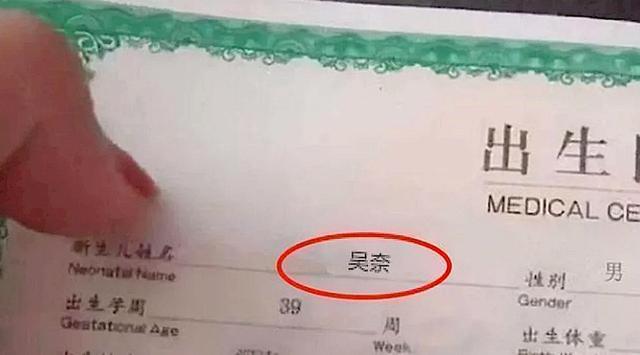 出生
MEDICAL CE
新生儿姓名 吴奈 性别 男
Neonatal Name Gender
出生孕周 39 周 出生体重
Gestational Age Week